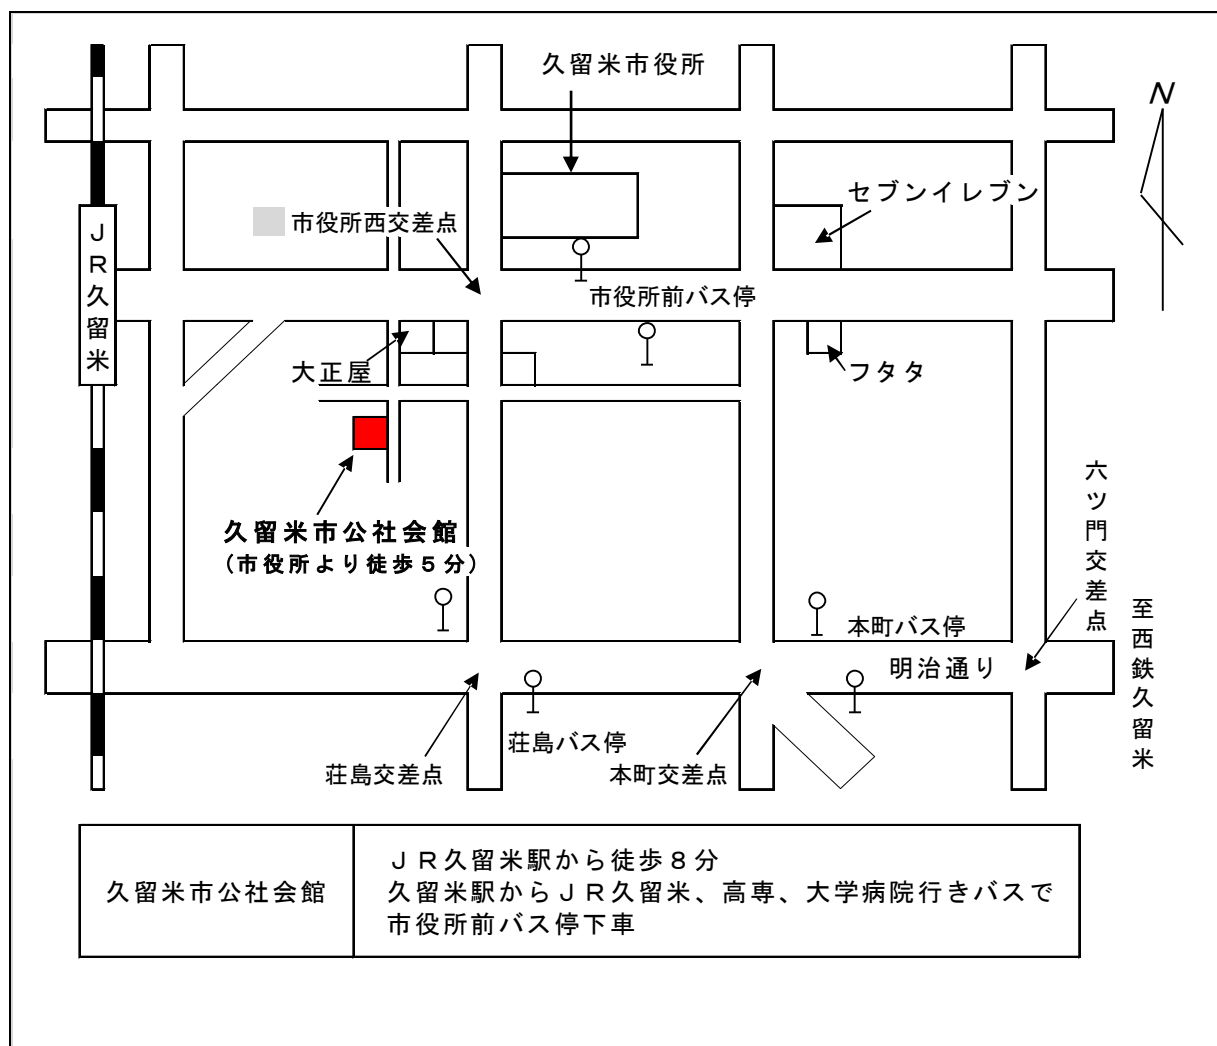 久留米市役所
N
セブンイレブン
市役所西交差点
JR久留米
市役所前バス停
大正屋
フタタ
久留米市公社会館
(市役所より徒歩5分)
六ツ門交差点
至西鉄久留米
本町バス停
明治通り
荘島バス停
荘島交差点
本町交差点
久留米市公社会館
JR久留米駅から徒歩8分
久留米駅からJR久留米、高専、大学病院行きバスで
市役所前バス停下車